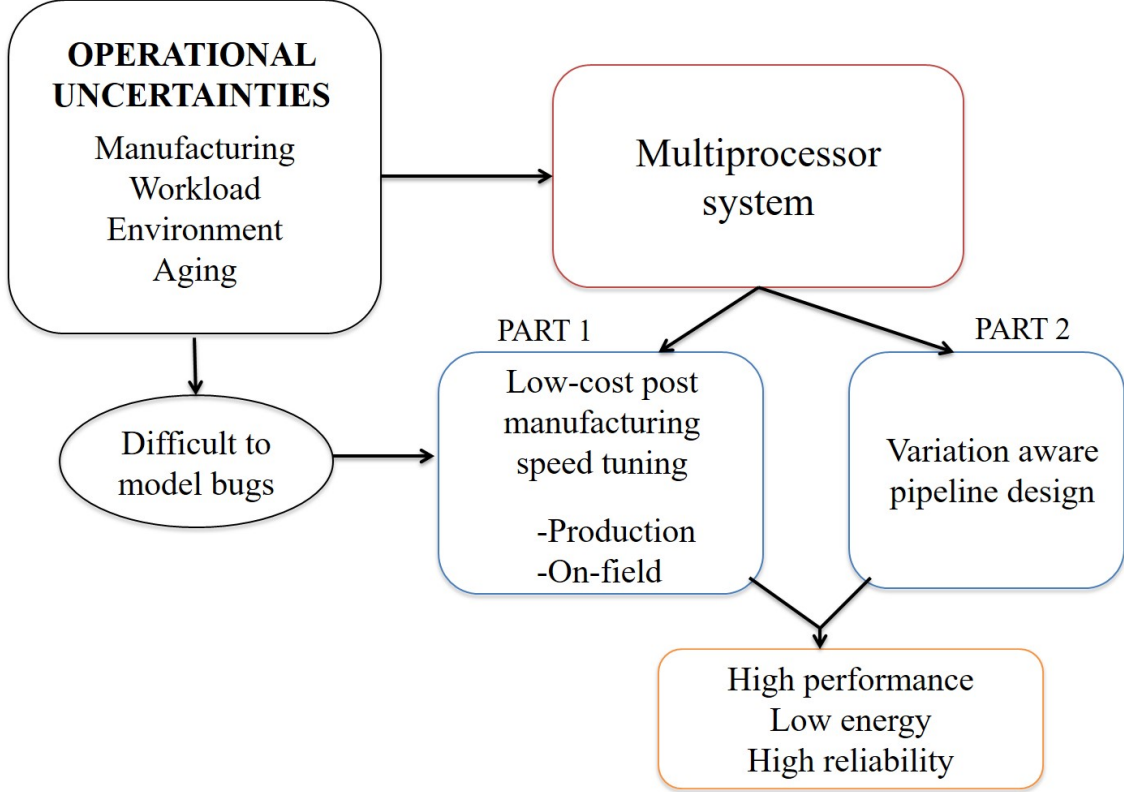 OPERATIONAL
UNCERTAINTIES
Manufacturing
Workload
Environment
Aging
Multiprocessor
system
PART 1
PART 2
Low-cost post
manufacturing
speed tuning
-Production
-On-field
Variation aware
pipeline design
Difficult to
model bugs
High performance
Low energy
High reliability